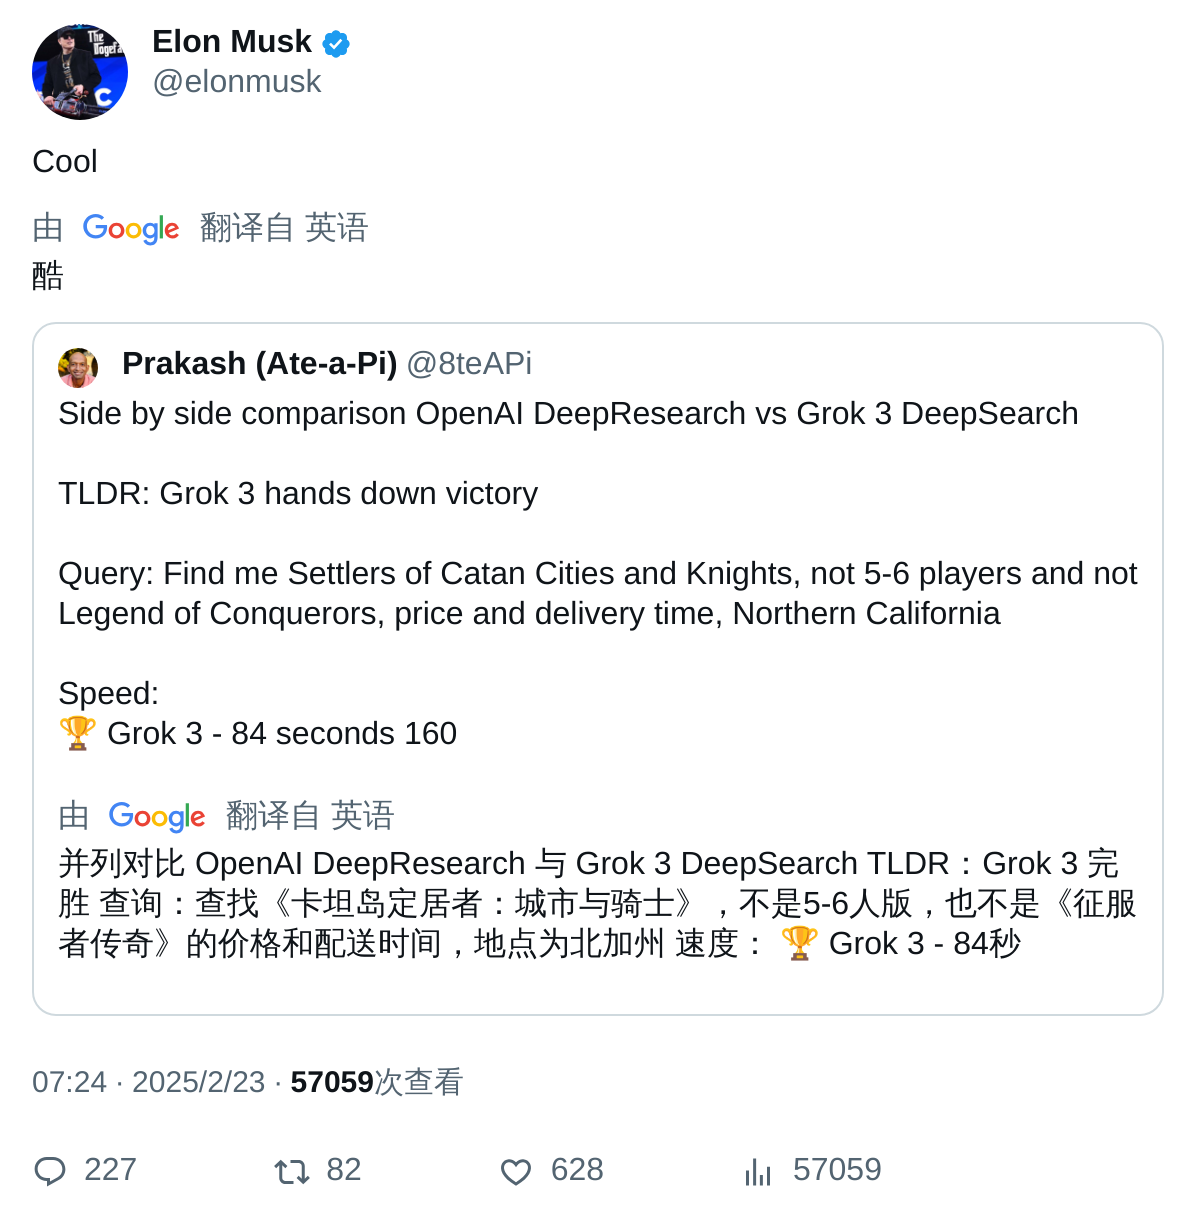 The
Dogefa
C
Elon Musk
@elonmusk
Cool
由 Google 翻译自 英语
酷
Prakash (Ate-a-Pi) @8teAPi
Side by side comparison OpenAI DeepResearch vs Grok 3 DeepSearch
TLDR: Grok 3 hands down victory
Query: Find me Settlers of Catan Cities and Knights, not 5-6 players and not
Legend of Conquerors, price and delivery time, Northern California
Speed:
🏆 Grok 3 - 84 seconds 160
由 Google 翻译自 英语
并列对比 OpenAI DeepResearch 与 Grok 3 DeepSearch TLDR：Grok 3 完
胜 查询：查找《卡坦岛定居者：城市与骑士》，不是5-6人版，也不是《征服
者传奇》的价格和配送时间，地点为北加州 速度： 🏆 Grok 3 - 84秒
07:24 · 2025/2/23 · 57059次查看
227 82 628 57059